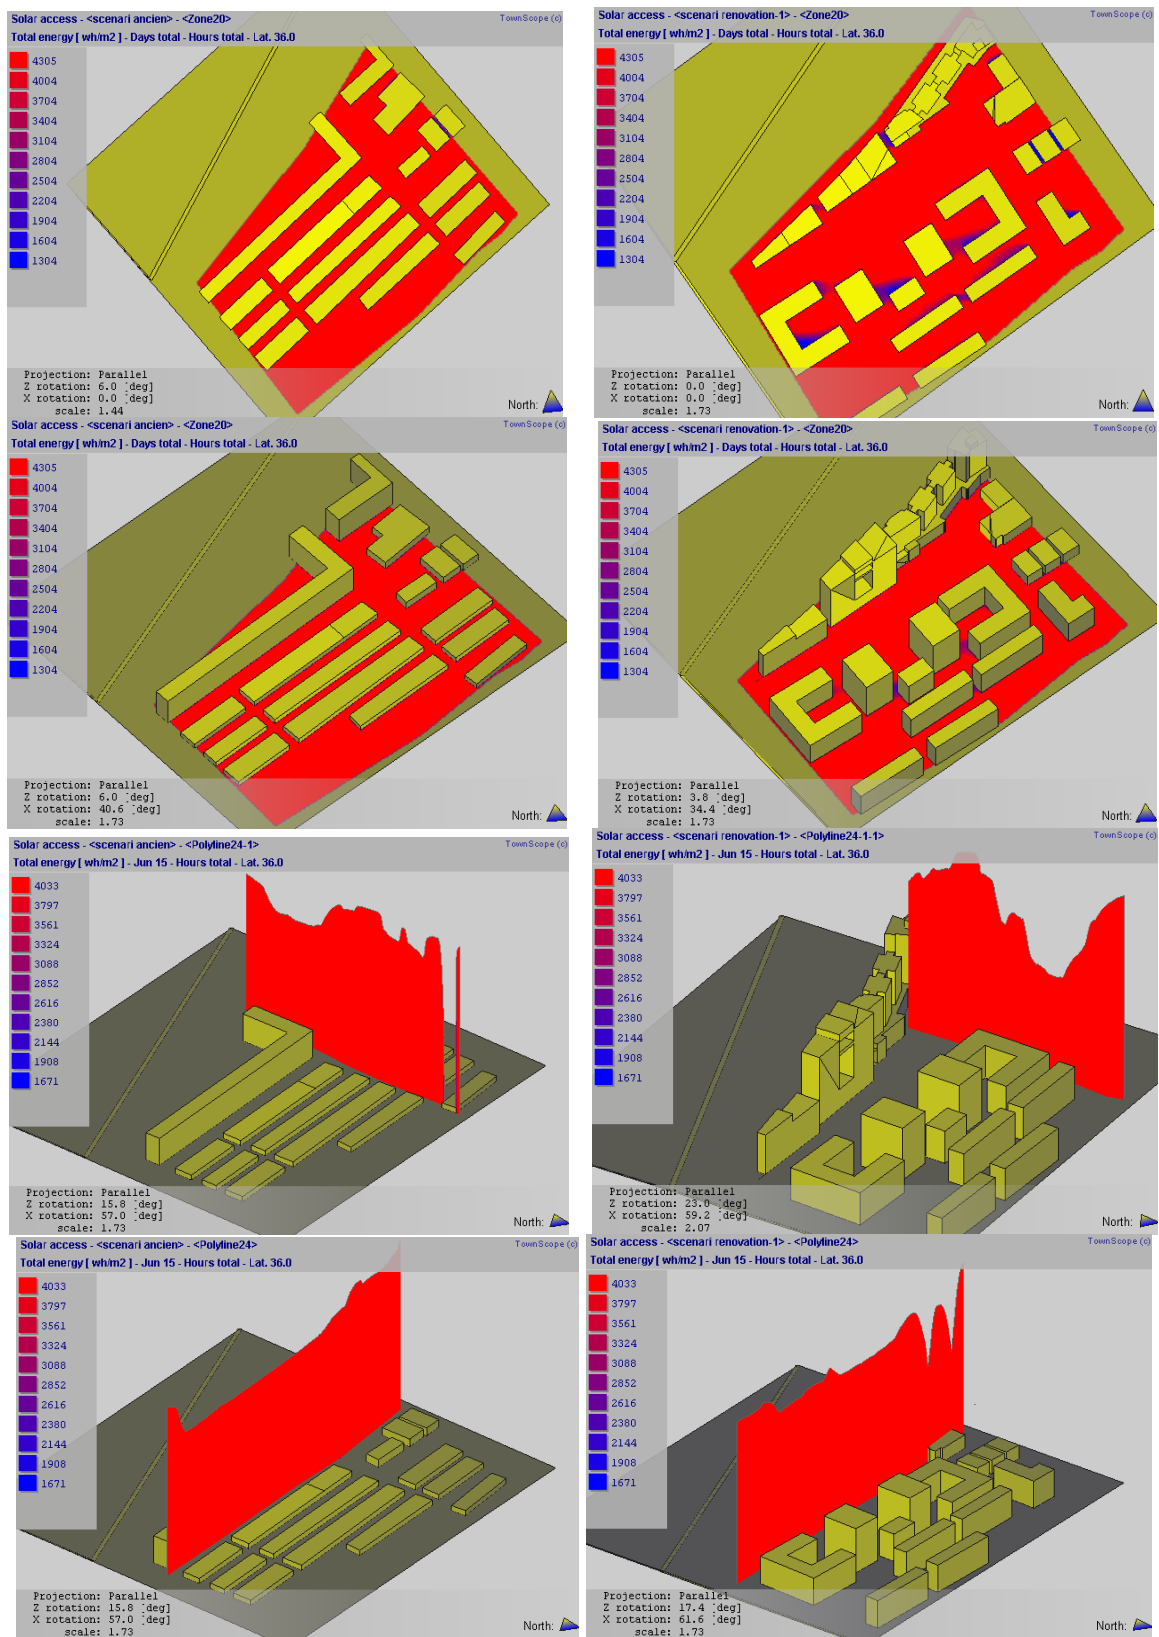 Solar access - <scenari ancien> - <Zone20>
TownScope (c)
Total energy [ wh/m2 ] - Days total - Hours total - Lat. 36.0
4305
4004
3704
3404
3104
2804
2504
2204
1904
1604
1304
Projection: Parallel
Z rotation: 6.0 [deg]
X rotation: 0.0 [deg]
scale: 1.44
North:
Solar access - <scenari renovation-1> - <Zone20>
TownScope (c)
Total energy [ wh/m2 ] - Days total - Hours total - Lat. 36.0
4305
4004
3704
3404
3104
2804
2504
2204
1904
1604
1304
Projection: Parallel
Z rotation: 0.0 [deg]
X rotation: 0.0 [deg]
scale: 1.73
North:
Solar access - <scenari ancien> - <Zone20>
TownScope (c)
Total energy [ wh/m2 ] - Days total - Hours total - Lat. 36.0
4305
4004
3704
3404
3104
2804
2504
2204
1904
1604
1304
Projection: Parallel
Z rotation: 6.0 [deg]
X rotation: 40.6 [deg]
scale: 1.73
North:
Solar access - <scenari renovation-1> - <Zone20>
TownScope (c)
Total energy [ wh/m2 ] - Days total - Hours total - Lat. 36.0
4305
4004
3704
3404
3104
2804
2504
2204
1904
1604
1304
Projection: Parallel
Z rotation: 3.8 [deg]
X rotation: 34.4 [deg]
scale: 1.73
North:
Solar access - <scenari ancien> - <Polyline24-1>
TownScope (c)
Total energy [ wh/m2 ] - Jun 15 - Hours total - Lat. 36.0
4033
3797
3561
3324
3088
2852
2616
2380
2144
1908
1671
Projection: Parallel
Z rotation: 15.8 [deg]
X rotation: 57.0 [deg]
scale: 1.73
North:
Solar access - <scenari renovation-1> - <Polyline24-1-1>
TownScope (c)
Total energy [ wh/m2 ] - Jun 15 - Hours total - Lat. 36.0
4033
3797
3561
3324
3088
2852
2616
2380
2144
1908
1671
Projection: Parallel
Z rotation: 23.0 [deg]
X rotation: 59.2 [deg]
scale: 2.07
North:
Solar access - <scenari ancien> - <Polyline24>
TownScope (c)
Total energy [ wh/m2 ] - Jun 15 - Hours total - Lat. 36.0
4033
3797
3561
3324
3088
2852
2616
2380
2144
1908
1671
Projection: Parallel
Z rotation: 15.8 [deg]
X rotation: 57.0 [deg]
scale: 1.73
North:
Solar access - <scenari renovation-1> - <Polyline24>
TownScope (c)
Total energy [ wh/m2 ] - Jun 15 - Hours total - Lat. 36.0
4033
3797
3561
3324
3088
2852
2616
2380
2144
1908
1671
Projection: Parallel
Z rotation: 17.4 [deg]
X rotation: 61.6 [deg]
scale: 1.73
North: